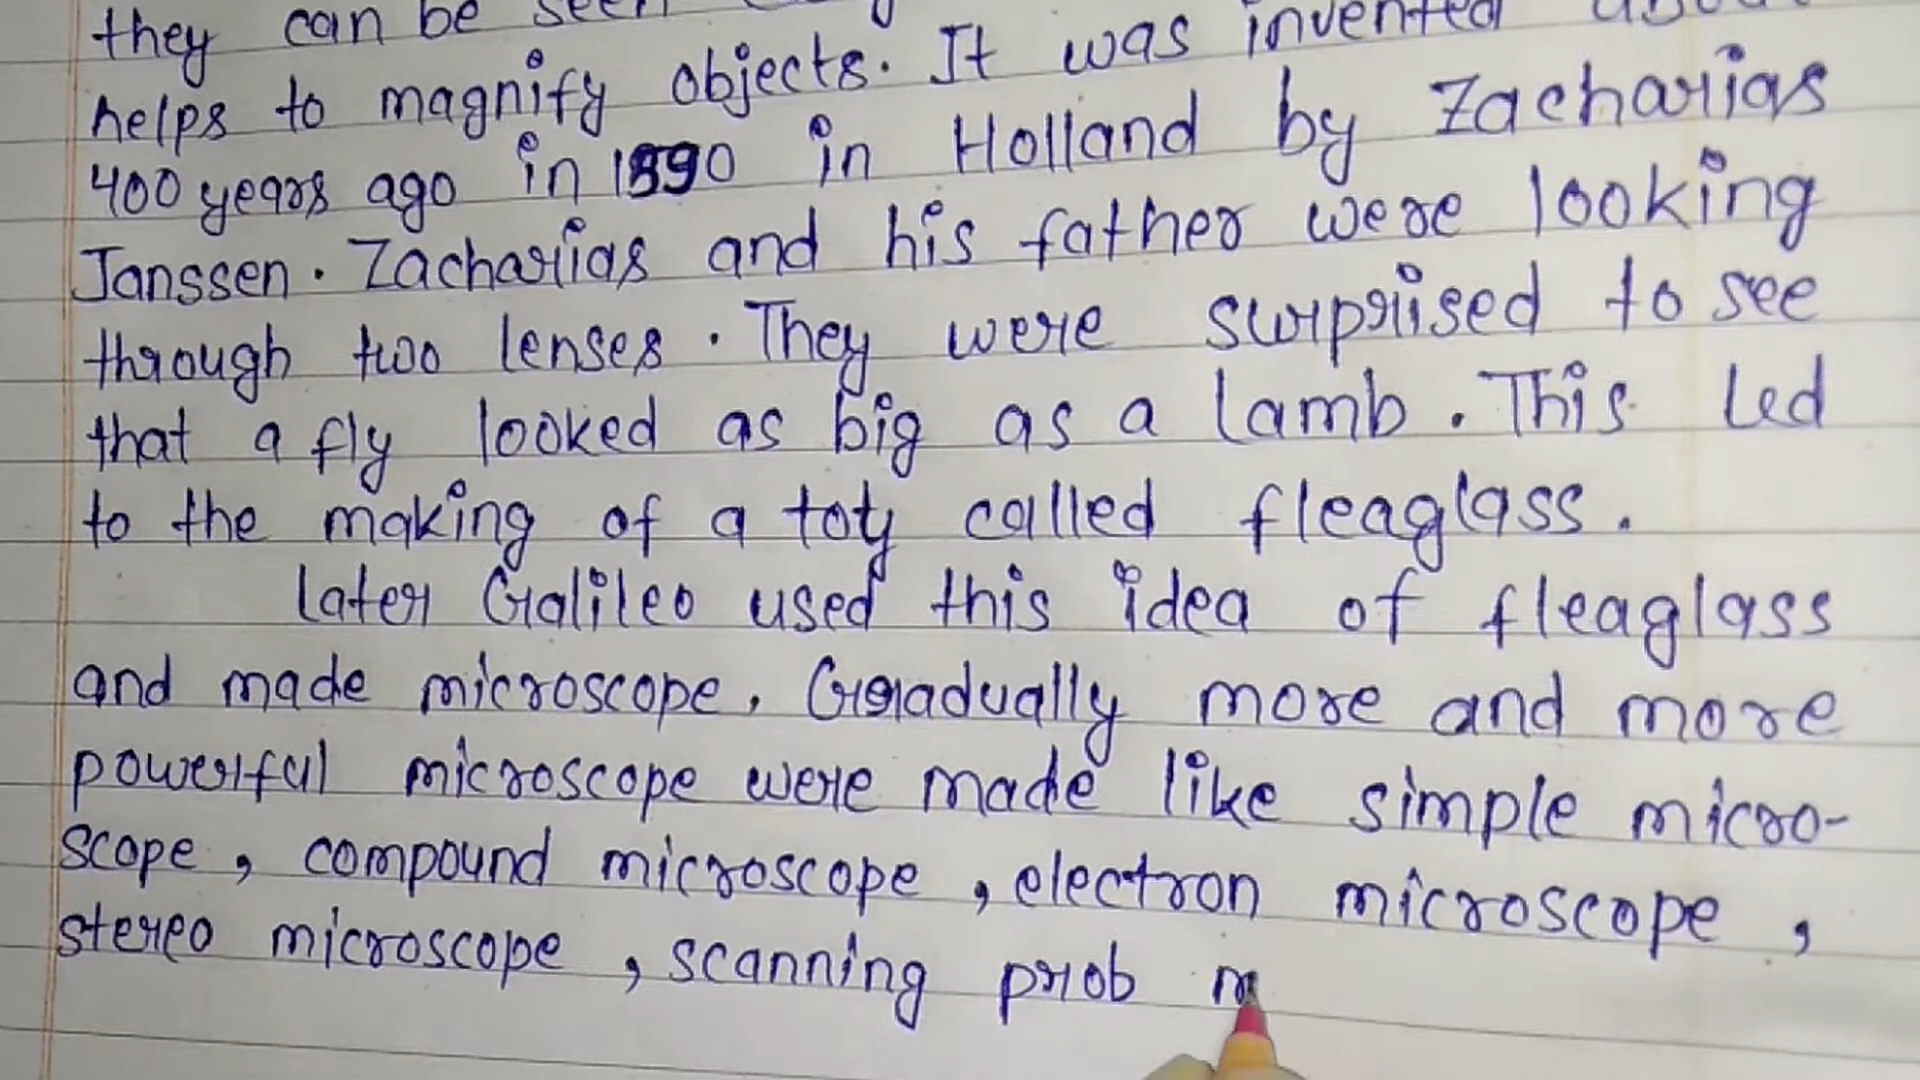 they can be seen
helps to magnify objects. It was invented about
400 years ago in 1590 in Holland by Zacharias
Janssen. Zacharias and his father were looking
through two lenses. They were surprised to see
that a fly looked as big as a lamb. This led
to the making of a toty called fleaglass.
Later Galileo used this idea of fleaglass
and made microscope. Gradually more and more
powerful microscope were made like simple micro-
scope, compound microscope, electron microscope,
stereo microscope, scanning prob m